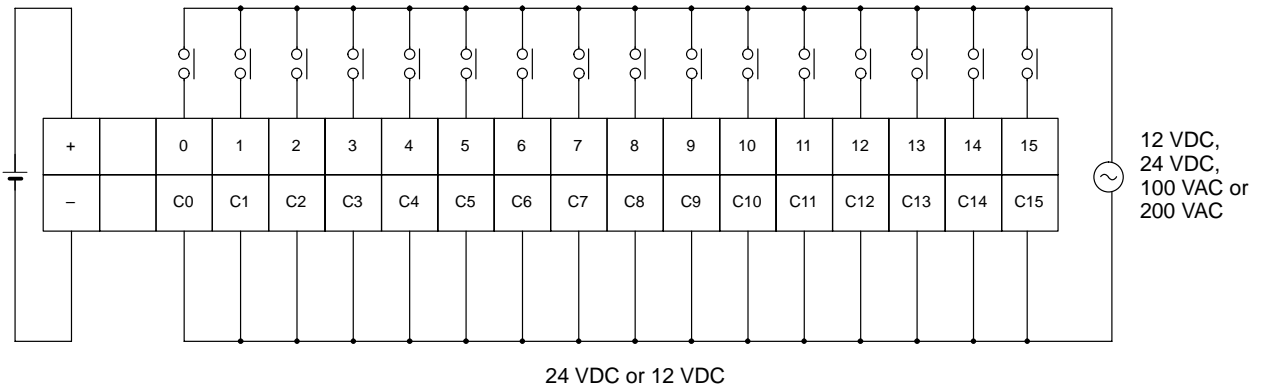 + 0 1 2 3 4 5 6 7 8 9 10 11 12 13 14 15
– C0 C1 C2 C3 C4 C5 C6 C7 C8 C9 C10 C11 C12 C13 C14 C15
12 VDC,
24 VDC,
100 VAC or
200 VAC
24 VDC or 12 VDC